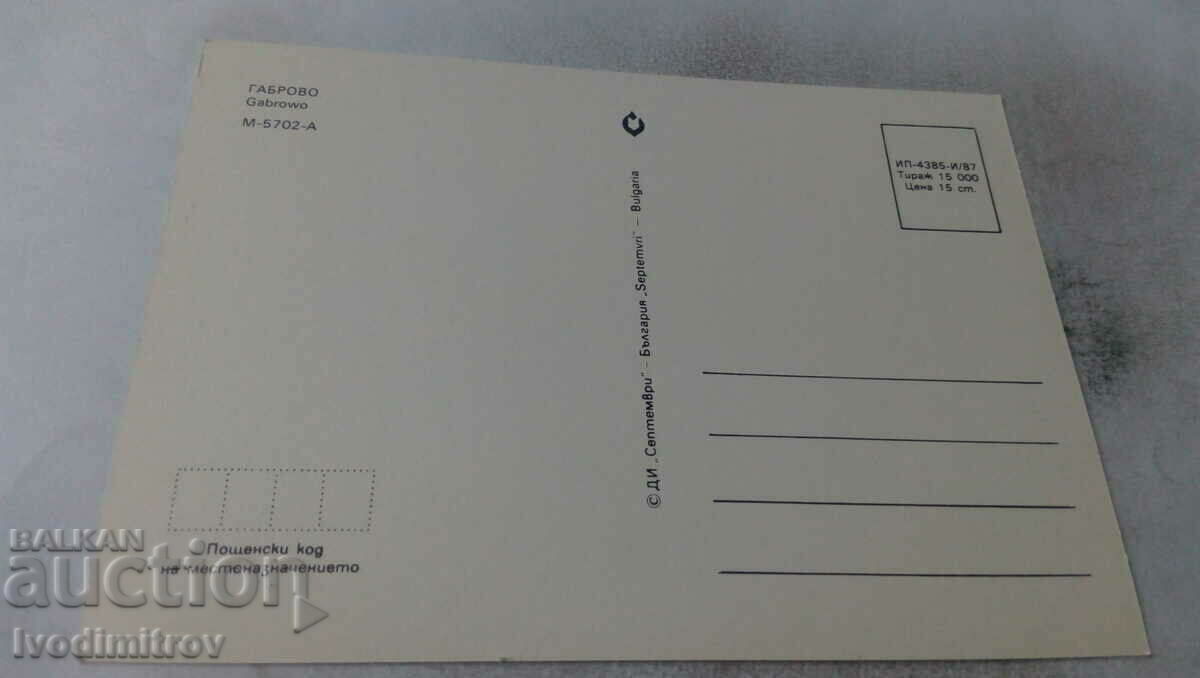 ГАБРОВО
Gabrowo
М-5702-А
ИП-4385-И/87
Тираж 15 000
Цена 15 ст.
© ДИ „Септември" – България „Septemvri" – Bulgaria
Пощенски код
на местоназначението
BALKAN
auction
Ivodimitrov